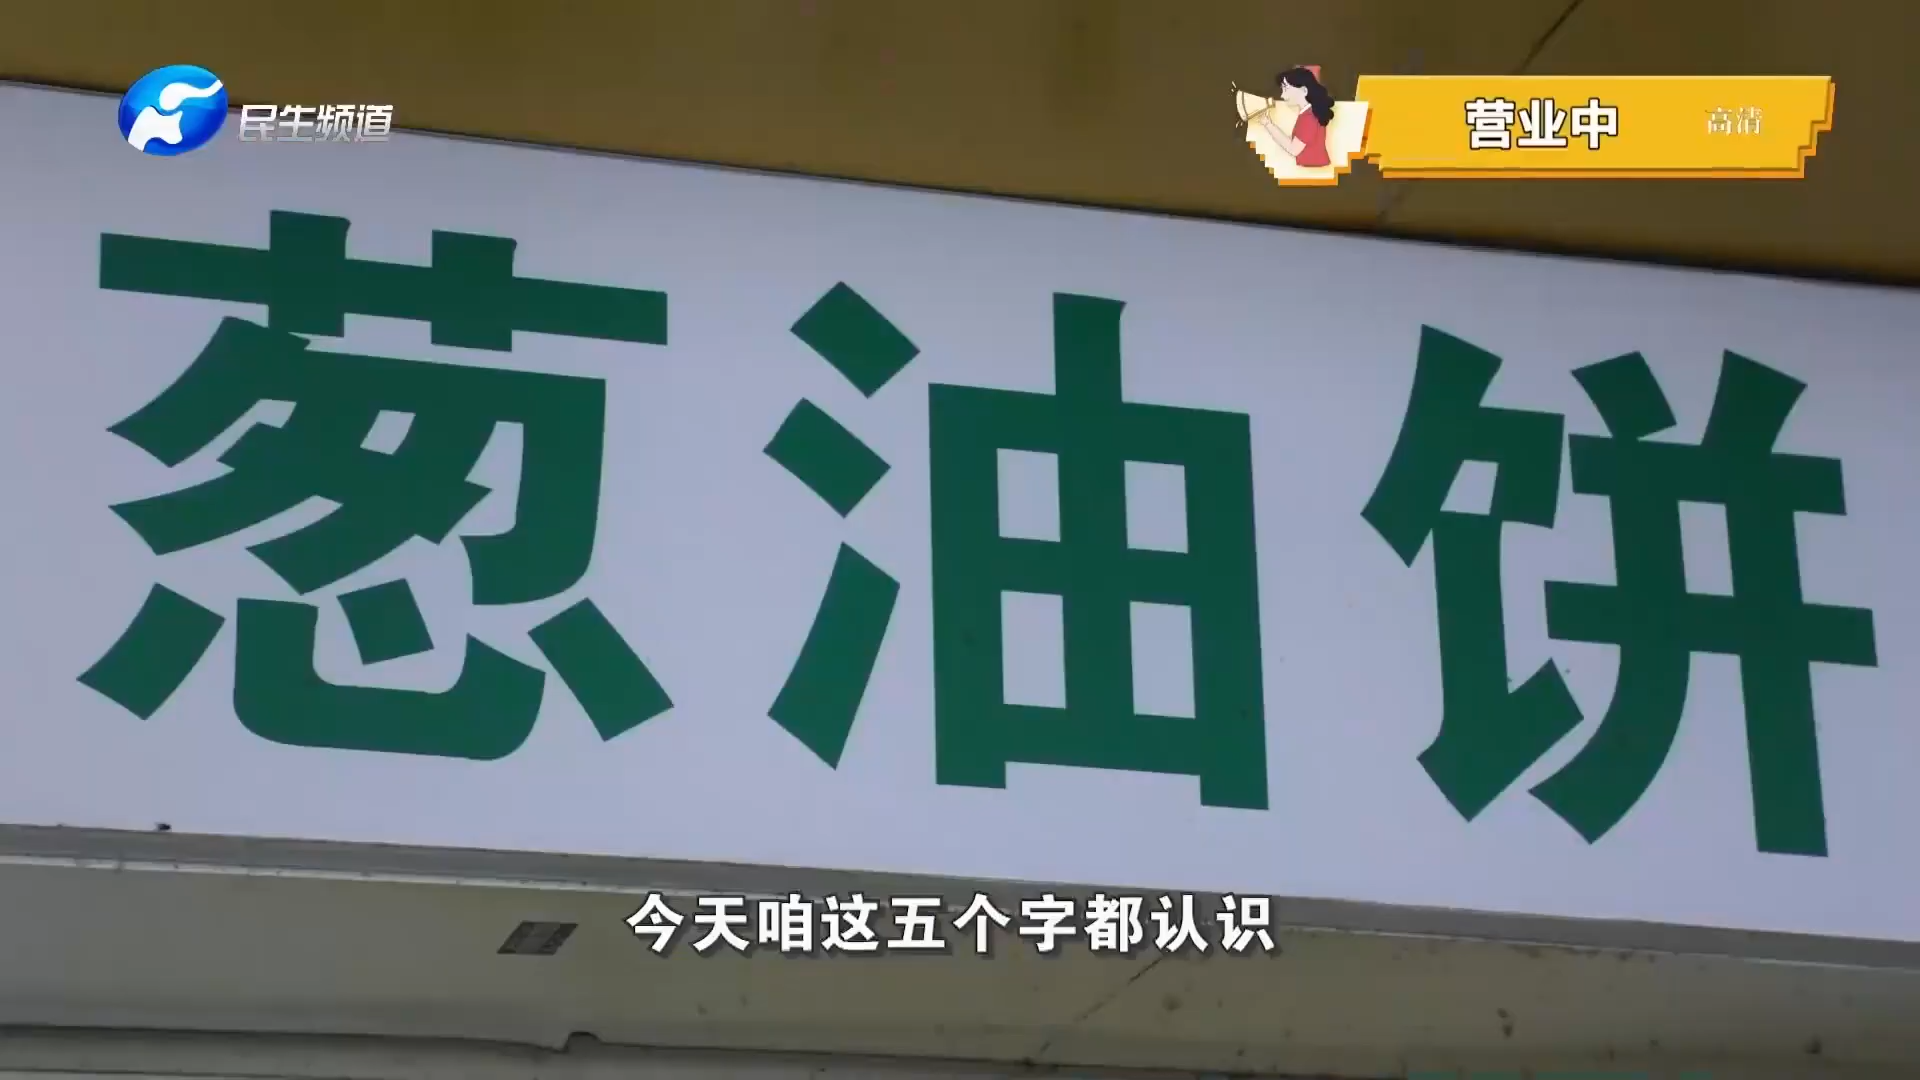 民生频道
营业中
高清
葱油饼
今天咱这五个字都认识